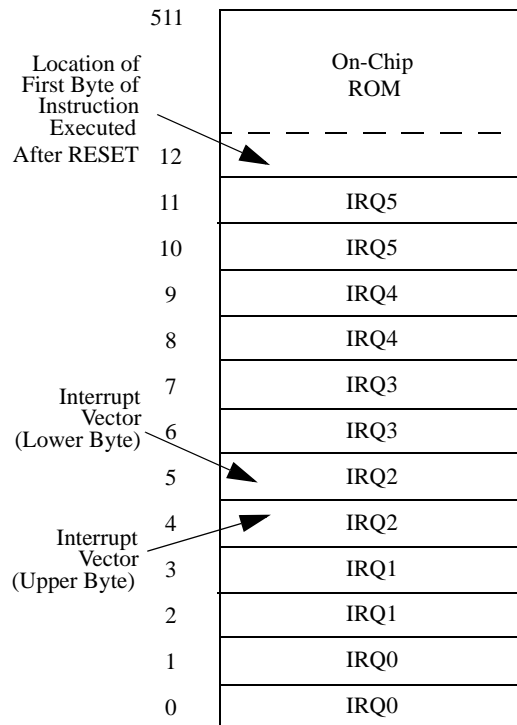 511
On-Chip
ROM
Location of
First Byte of
Instruction
Executed
After RESET 12
11 IRQ5
10 IRQ5
9 IRQ4
8 IRQ4
7 IRQ3
Interrupt
Vector
(Lower Byte)
6 IRQ3
5 IRQ2
4 IRQ2
Interrupt
Vector
(Upper Byte)
3 IRQ1
2 IRQ1
1 IRQ0
0 IRQ0